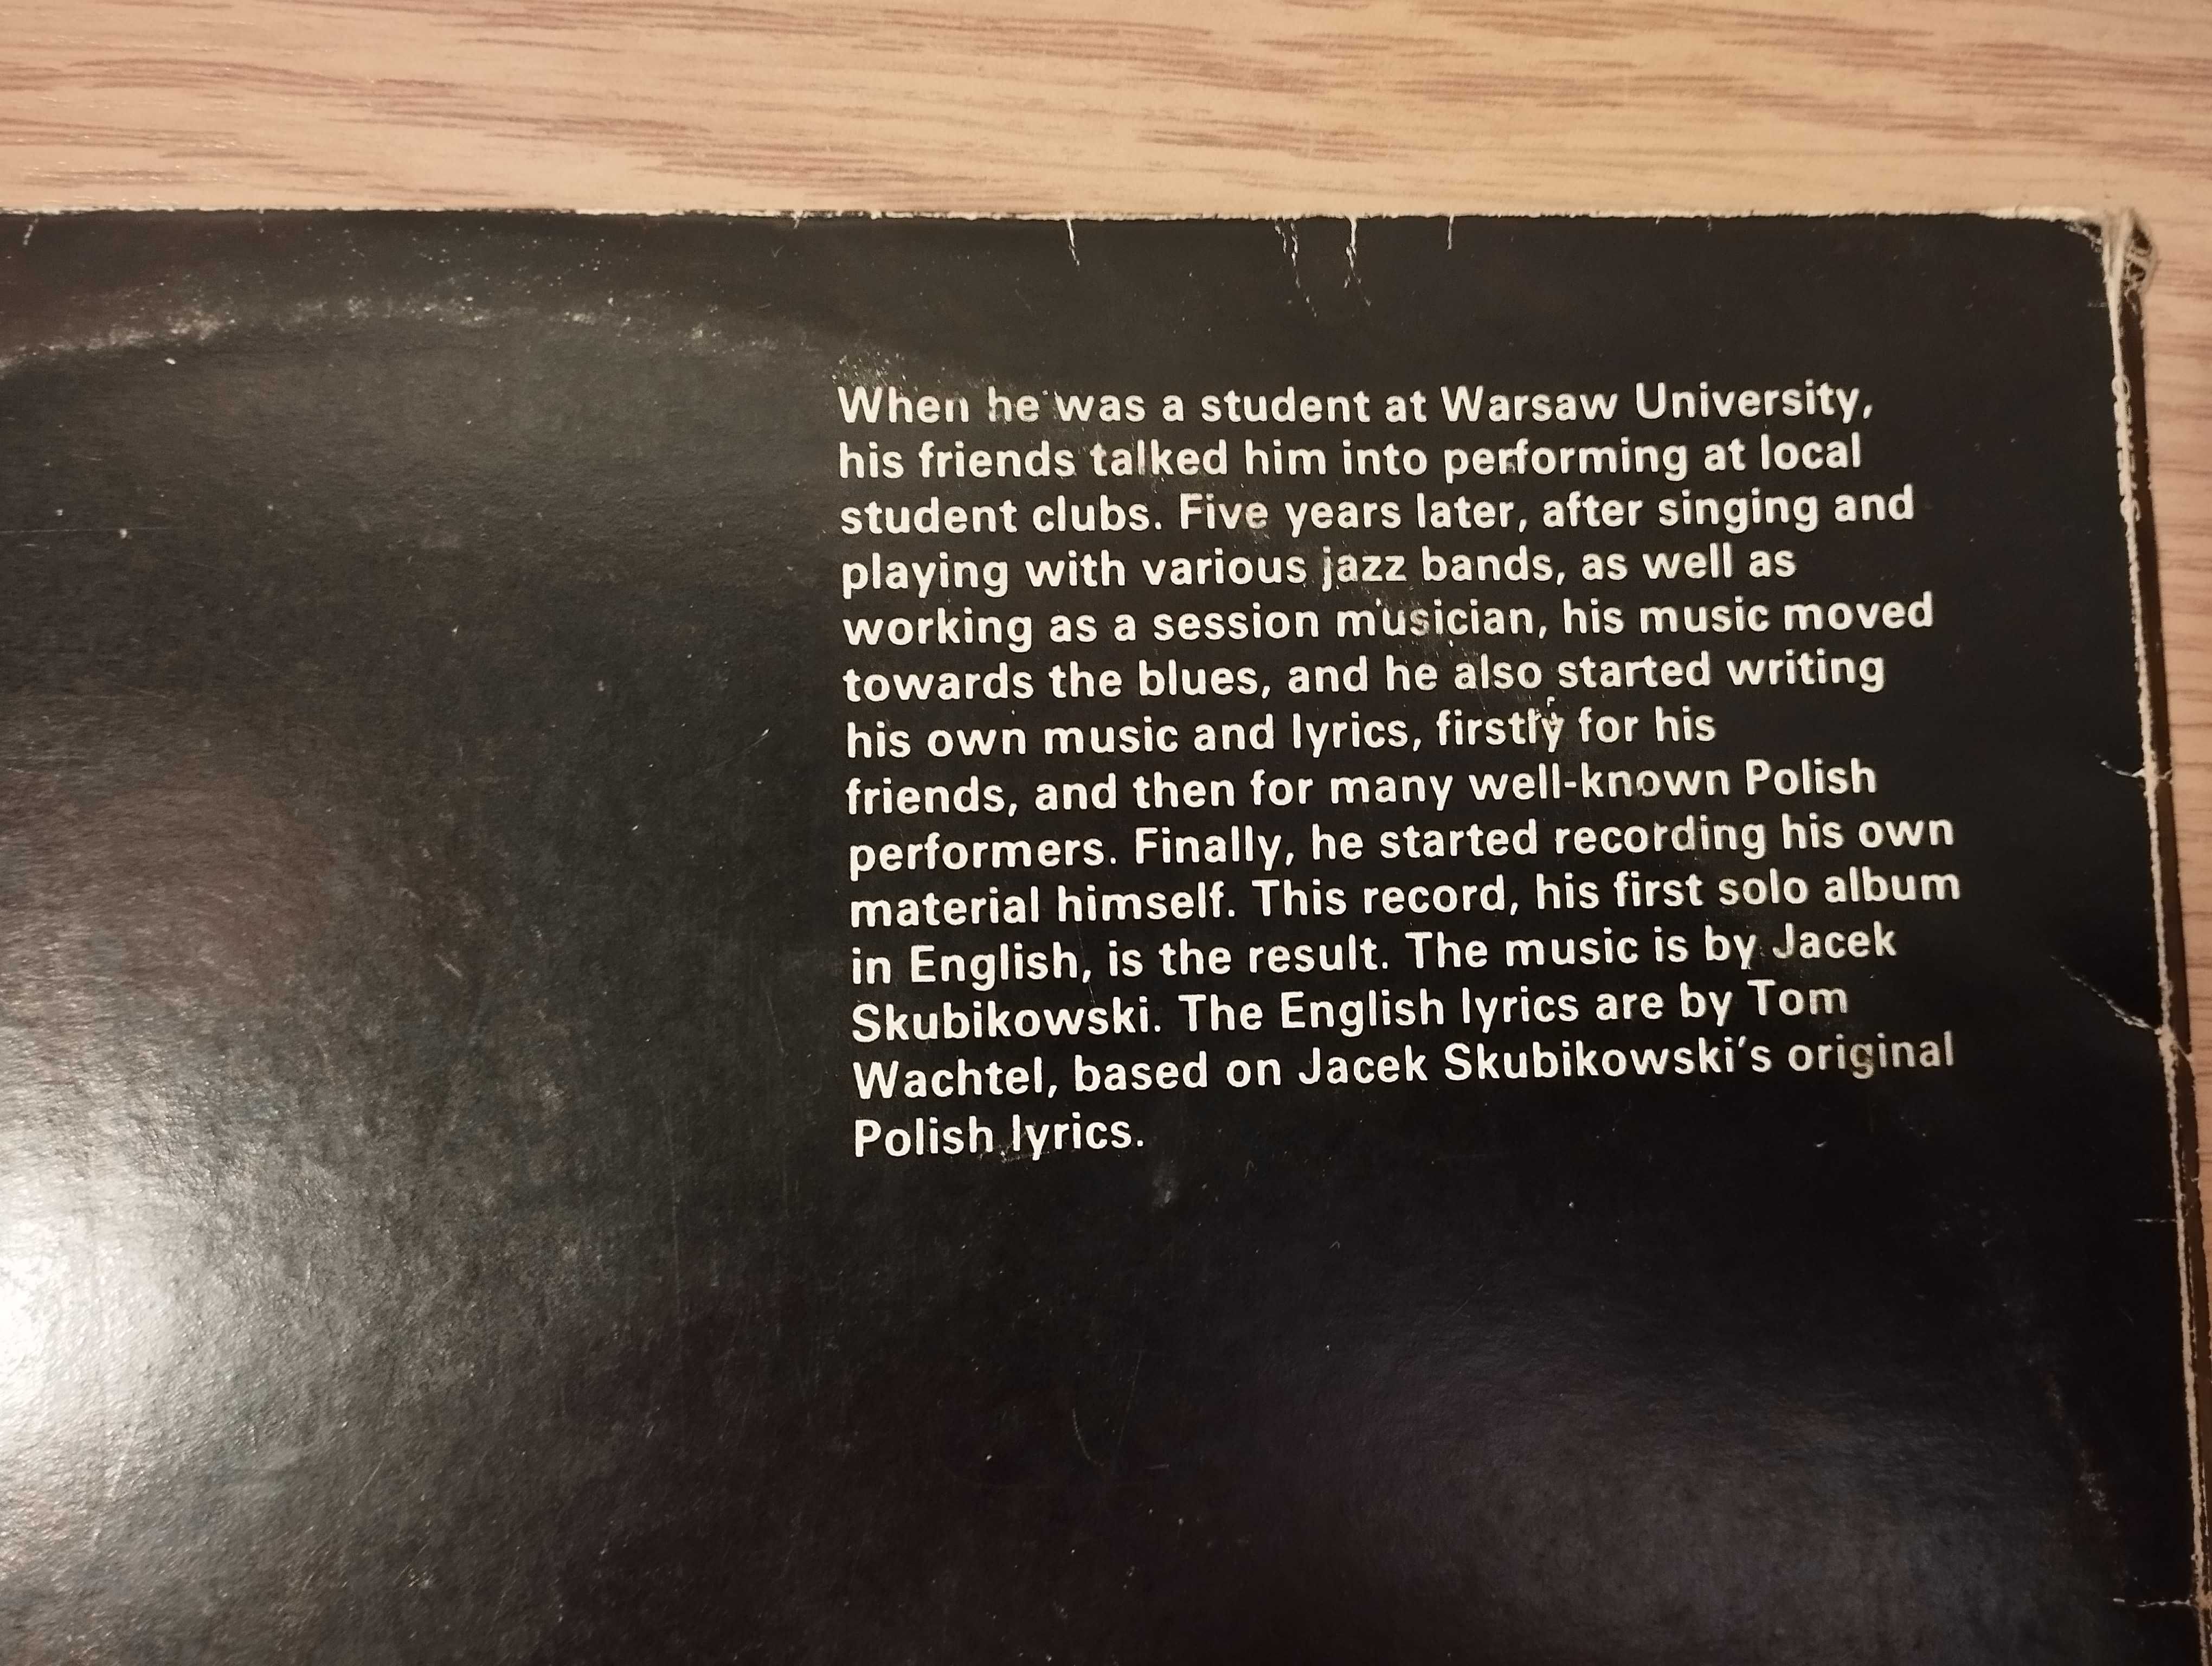 When he was a student at Warsaw University,
his friends talked him into performing at local
student clubs. Five years later, after singing and
playing with various jazz bands, as well as
working as a session musician, his music moved
towards the blues, and he also started writing
his own music and lyrics, firstly for his
friends, and then for many well-known Polish
performers. Finally, he started recording his own
material himself. This record, his first solo album
in English, is the result. The music is by Jacek
Skubikowski. The English lyrics are by Tom
Wachtel, based on Jacek Skubikowski's original
Polish lyrics.